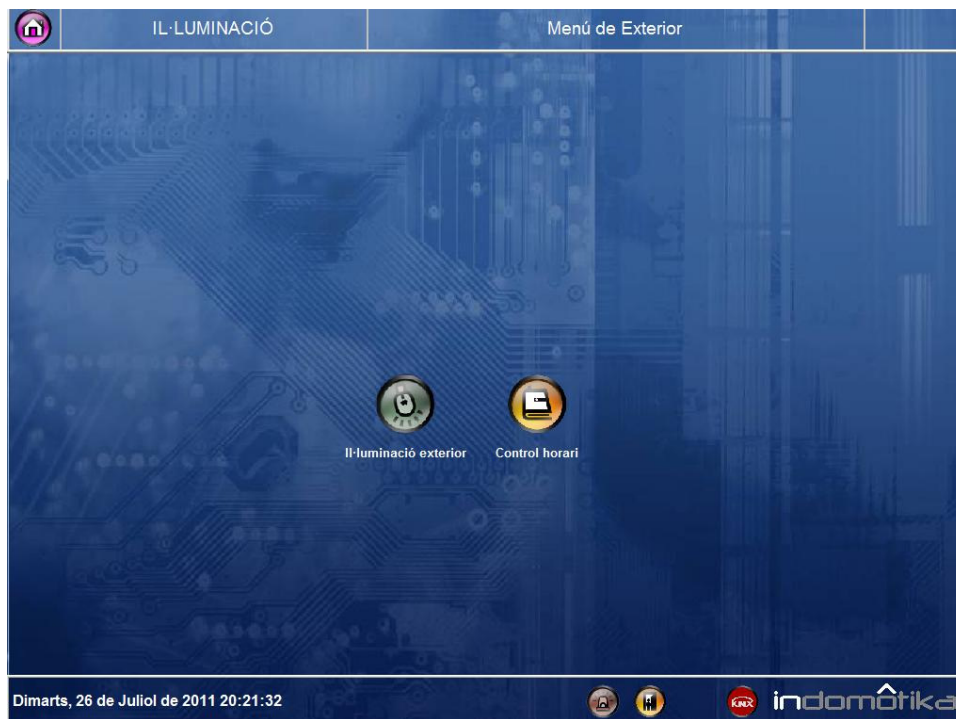 IL·LUMINACIÓ
Menú de Exterior
Il·luminació exterior
Control horari
Dimarts, 26 de Juliol de 2011 20:21:32
KNX
indomôtika